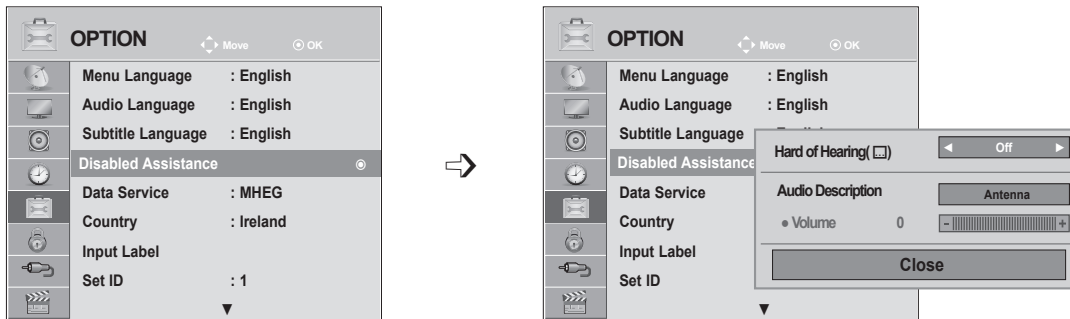 OPTION
Move
OK
Menu Language : English
Audio Language : English
Subtitle Language : English
Disabled Assistance
Data Service : MHEG
Country : Ireland
Input Label
Set ID : 1
OPTION
Move
OK
Menu Language : English
Audio Language : English
Subtitle Language
Disabled Assistance
Data Service
Country
Input Label
Set ID
Hard of Hearing( )
Off
Audio Description
Antenna
• Volume 0
- +
Close